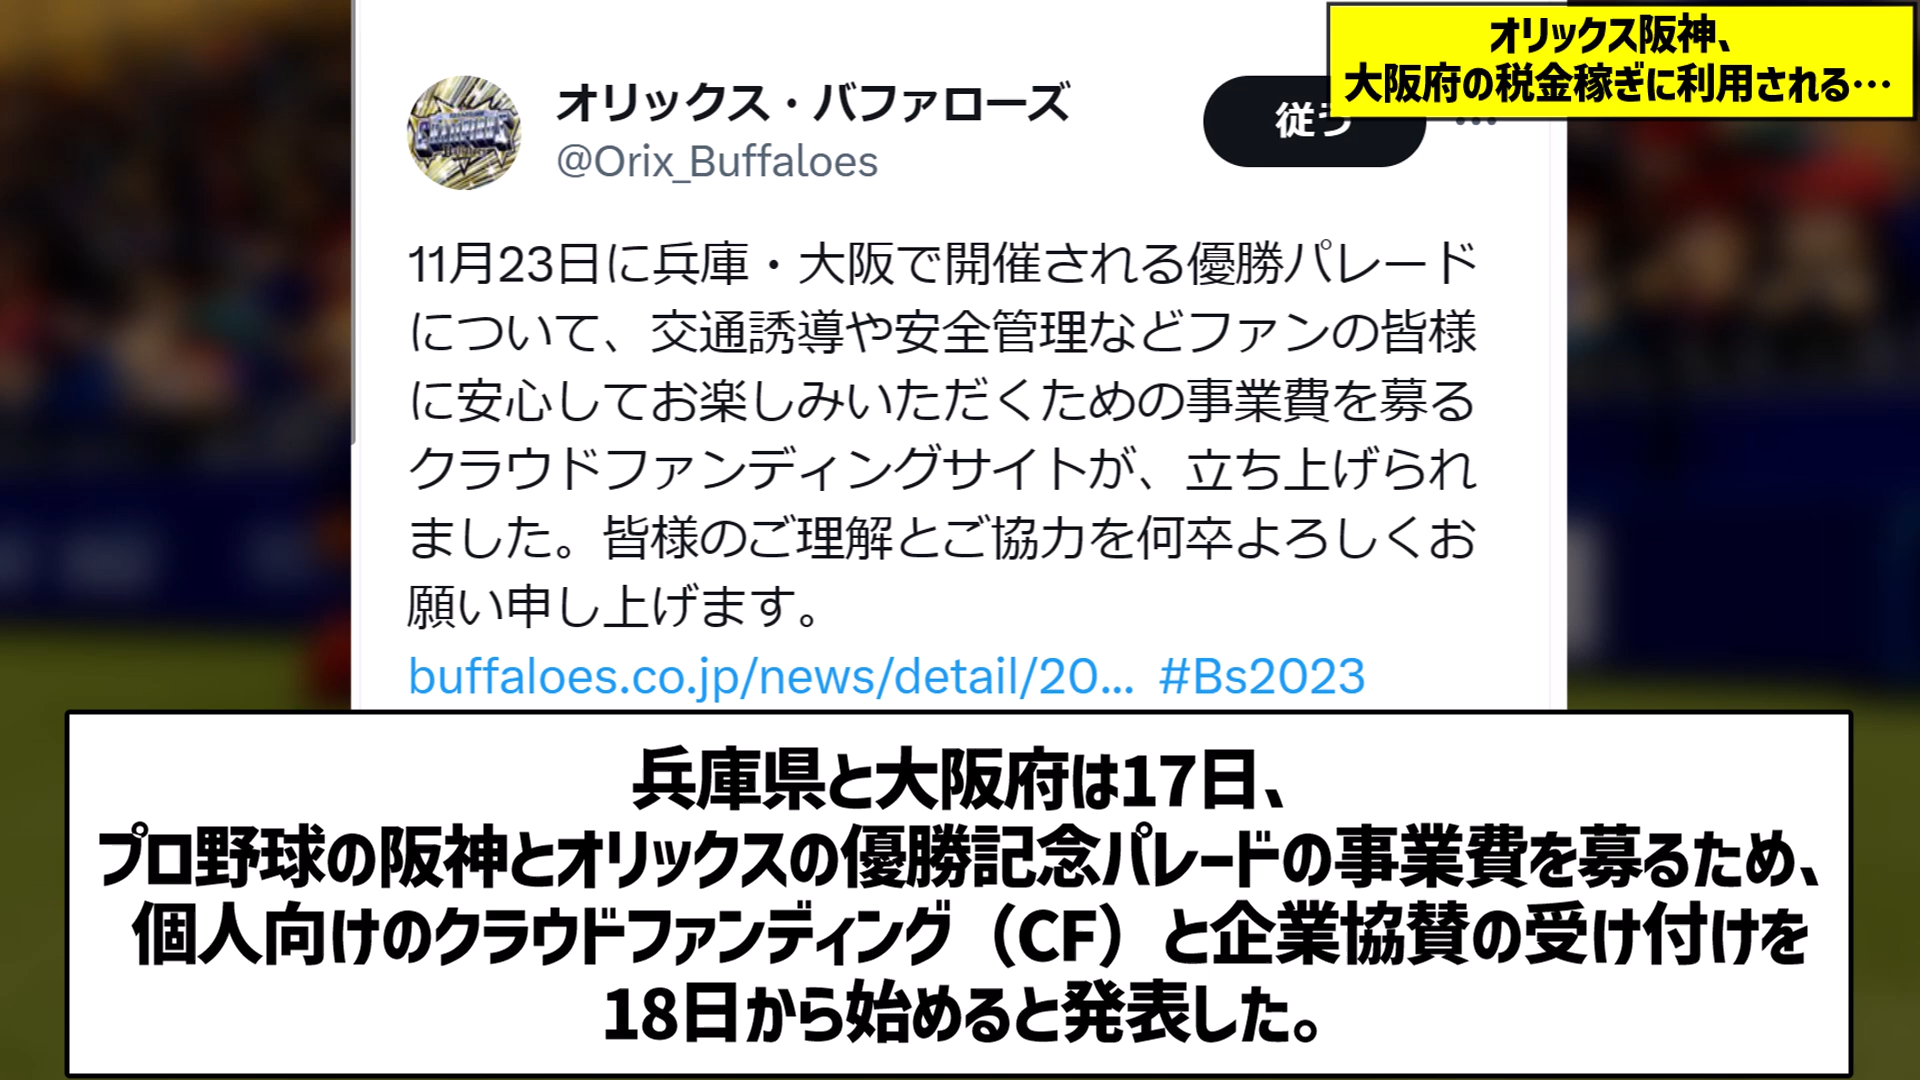 オリックス阪神、
大阪府の税金稼ぎに利用される…
オリックス・バファローズ
@Orix_Buffaloes
従う
11月23日に兵庫・大阪で開催される優勝パレード
について、交通誘導や安全管理などファンの皆様
に安心してお楽しみいただくための事業費を募る
クラウドファンディングサイトが、立ち上げられ
ました。皆様のご理解とご協力を何卒よろしくお
願い申し上げます。
buffaloes.co.jp/news/detail/20... #Bs2023
兵庫県と大阪府は17日、
プロ野球の阪神とオリックスの優勝記念パレードの事業費を募るため、
個人向けのクラウドファンディング（CF）と企業協賛の受け付けを
18日から始めると発表した。